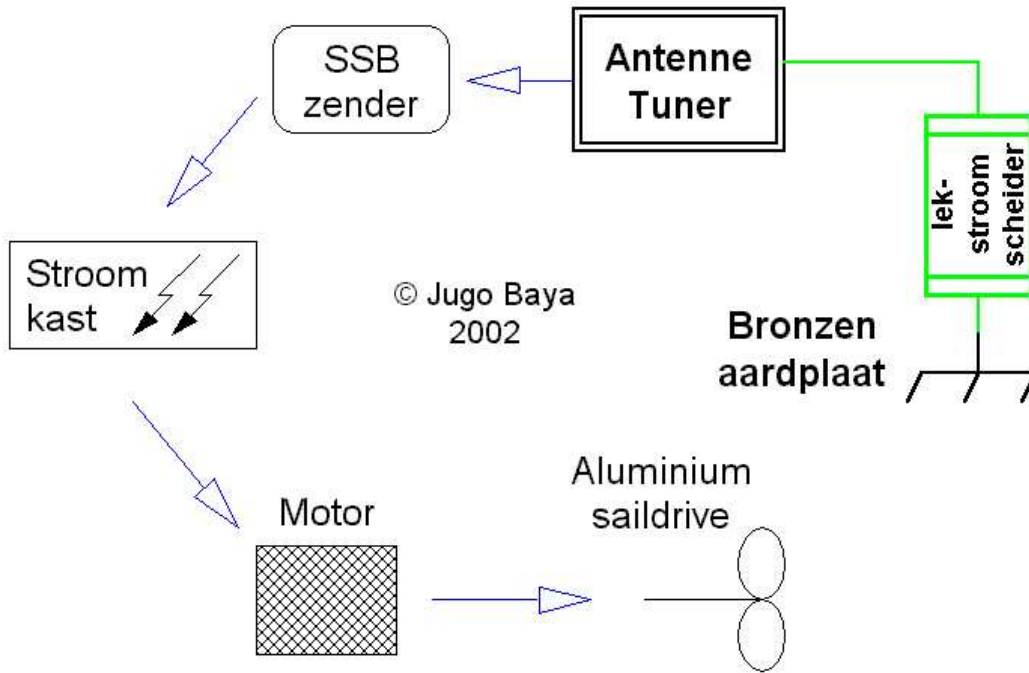 SSB
zender
Antenne
Tuner
lek-
stroom
scheider
Stroom
kast
© Jugo Baya
2002
Bronzen
aardplaat
Motor
Aluminium
saildrive